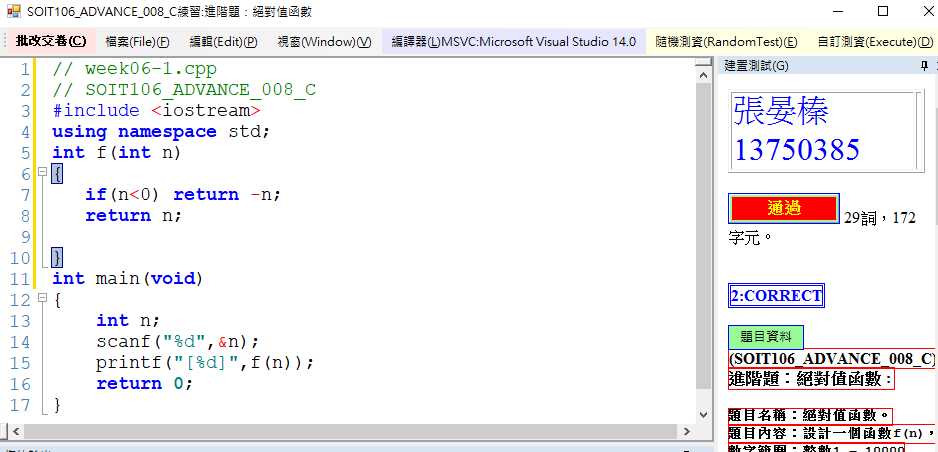 SOIT106_ADVANCE_008_C練習:進階題：絕對值函數
批改交卷(C) 檔案(File)(F) 編輯(Edit)(P) 視窗(Window)(V) 編譯器(L)MSVC:Microsoft Visual Studio 14.0 隨機測資(RandomTest)(E) 自訂測資(Execute)(D)
1 // week06-1.cpp
2 // SOIT106_ADVANCE_008_C
3 #include <iostream>
4 using namespace std;
5 int f(int n)
6 {
7 if(n<0) return -n;
8 return n;
9
10 }
11 int main(void)
12 {
13 int n;
14 scanf("%d",&n);
15 printf("[%d]",f(n));
16 return 0;
17 }
建置測試(G)
張晏榛
13750385
通過 29詞，172
字元。
2:CORRECT
題目資料
(SOIT106_ADVANCE_008_C)
進階題：絕對值函數：
題目名稱：絕對值函數。
題目內容：設計一個函數f(n)，
數字範圍：整數1 - 10000